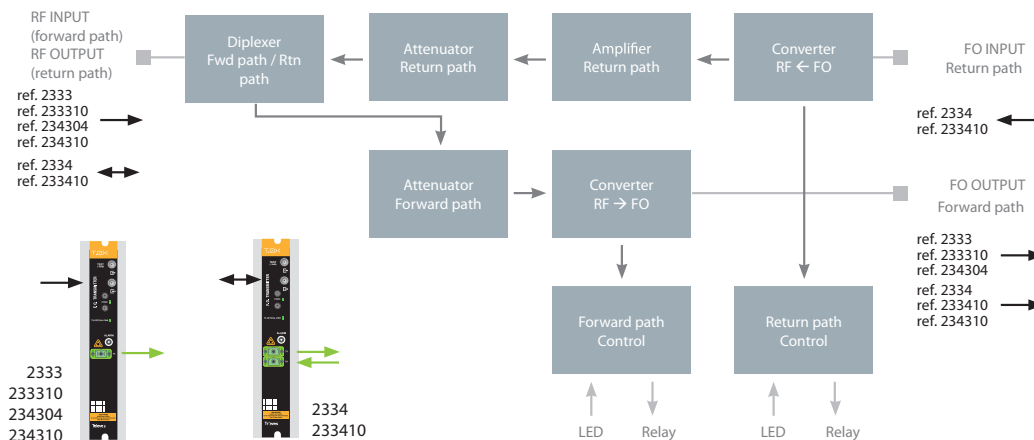 RF INPUT
(forward path)
RF OUTPUT
(return path)
ref. 2333
ref. 233310
ref. 234304
ref. 234310
ref. 2334
ref. 233410
Diplexer
Fwd path / Rtn
path
Attenuator
Return path
Amplifier
Return path
Converter
RF ← FO
FO INPUT
Return path
ref. 2334
ref. 233410
Attenuator
Forward path
Converter
RF → FO
FO OUTPUT
Forward path
ref. 2333
ref. 233310
ref. 234304
ref. 2334
ref. 233410
ref. 234310
Forward path
Control
Return path
Control
LED
Relay
LED
Relay
2333
233310
234304
234310
Televes
2334
233410
Televes